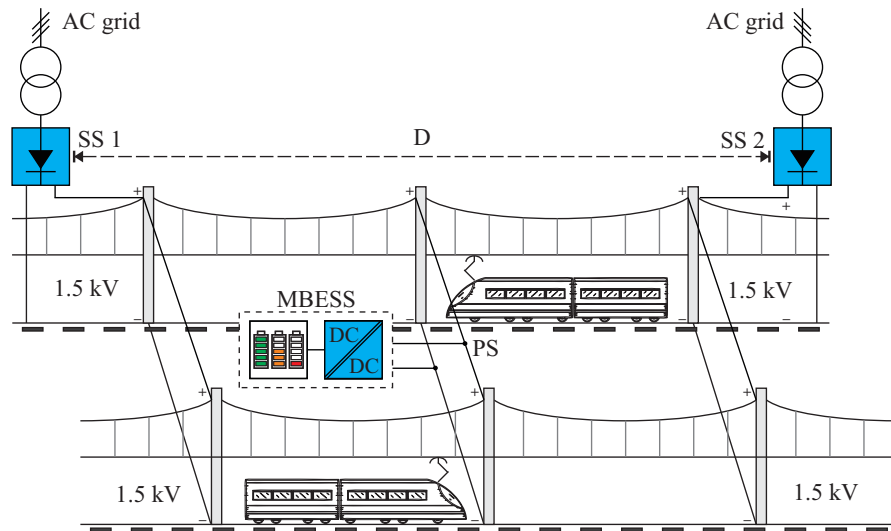 AC grid
AC grid
SS 1
D
SS 2
+
+
+
+
1.5 kV
MBESS
1.5 kV
−
−
−
DC
DC
PS
+
+
+
1.5 kV
1.5 kV
−
−
−